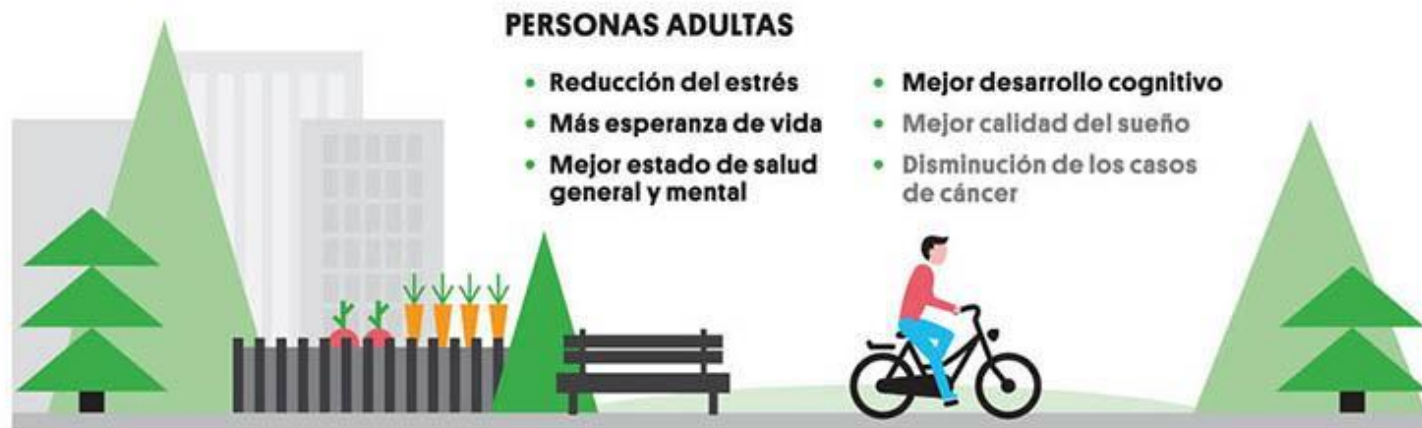 PERSONAS ADULTAS
• Reducción del estrés
• Más esperanza de vida
• Mejor estado de salud
general y mental
• Mejor desarrollo cognitivo
• Mejor calidad del sueño
• Disminución de los casos
de cáncer